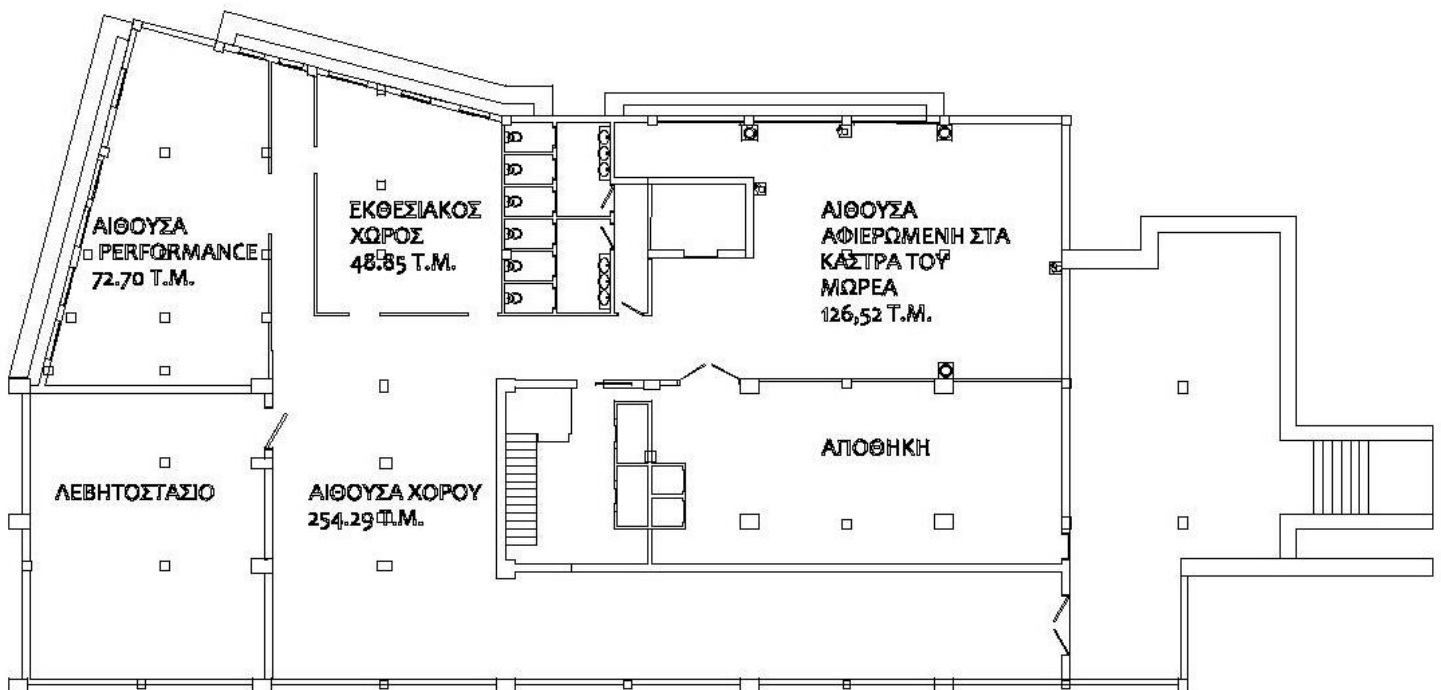 ΑΙΘΟΥΣΑ
PERFORMANCE
72.70 Τ.Μ.
ΕΚΘΕΣΙΑΚΟΣ
ΧΩΡΟΣ
48.85 Τ.Μ.
ΑΙΘΟΥΣΑ
ΑΦΙΕΡΩΜΕΝΗ ΣΤΑ
ΚΑΣΤΡΑ ΤΟΥ
ΜΩΡΕΑ
126,52 Τ.Μ.
ΛΕΒΗΤΟΣΤΑΣΙΟ
ΑΙΘΟΥΣΑ ΧΟΡΟΥ
254.29 Τ.Μ.
ΑΠΟΘΗΚΗ